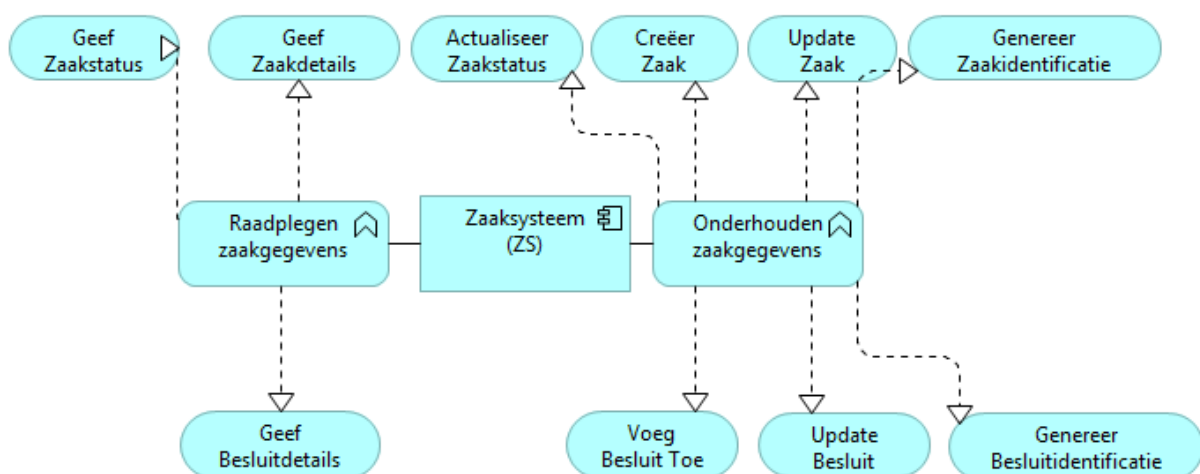 Geef
Zaakstatus
Geef
Zaakdetails
Actualiseer
Zaakstatus
Creëer
Zaak
Update
Zaak
Genereer
Zaakidentificatie
Raadplegen
zaakgegevens
Zaaksysteem
(ZS)
Onderhouden
zaakgegevens
Geef
Besluitdetails
Voeg
Besluit Toe
Update
Besluit
Genereer
Besluitidentificatie